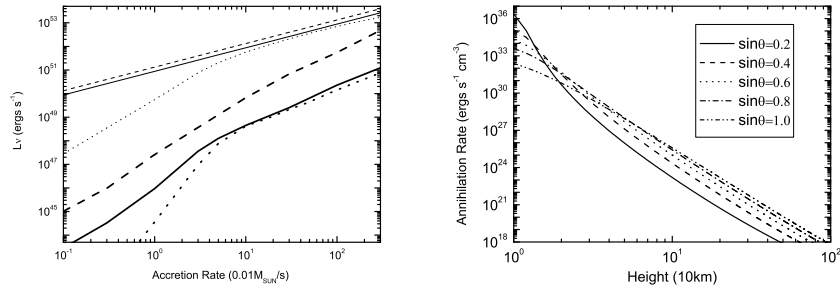 10^53
10^51
10^49
10^47
10^45
Lν (ergs s^-1)
10^-1 10^0 10^1 10^2
Accretion Rate (0.01M_SUN/s)
10^36
10^33
10^30
10^27
10^24
10^21
10^18
Annihilation Rate (ergs s^-1 cm^-3)
sinθ=0.2
sinθ=0.4
sinθ=0.6
sinθ=0.8
sinθ=1.0
10^0 10^1 10^2
Height (10km)